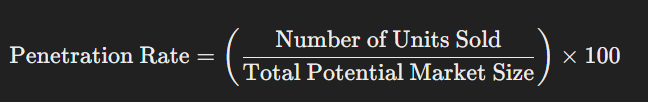 Penetration Rate = ( Number of Units Sold / Total Potential Market Size ) × 100